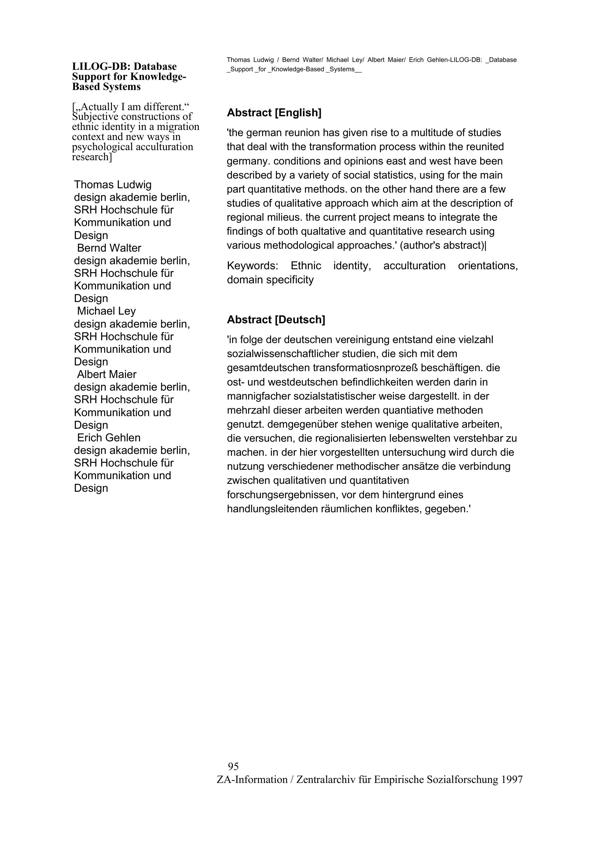 LILOG-DB: Database
Support for Knowledge-
Based Systems
[„Actually I am different.“
Subjective constructions of
ethnic identity in a migration
context and new ways in
psychological acculturation
research]
Thomas Ludwig
design akademie berlin,
SRH Hochschule für
Kommunikation und
Design
Bernd Walter
design akademie berlin,
SRH Hochschule für
Kommunikation und
Design
Michael Ley
design akademie berlin,
SRH Hochschule für
Kommunikation und
Design
Albert Maier
design akademie berlin,
SRH Hochschule für
Kommunikation und
Design
Erich Gehlen
design akademie berlin,
SRH Hochschule für
Kommunikation und
Design
Thomas Ludwig / Bernd Walter/ Michael Ley/ Albert Maier/ Erich Gehlen-LILOG-DB: _Database
_Support _for _Knowledge-Based _Systems__
Abstract [English]
'the german reunion has given rise to a multitude of studies
that deal with the transformation process within the reunited
germany. conditions and opinions east and west have been
described by a variety of social statistics, using for the main
part quantitative methods. on the other hand there are a few
studies of qualitative approach which aim at the description of
regional milieus. the current project means to integrate the
findings of both qualtative and quantitative research using
various methodological approaches.' (author's abstract)|
Keywords: Ethnic identity, acculturation orientations,
domain specificity
Abstract [Deutsch]
'in folge der deutschen vereinigung entstand eine vielzahl
sozialwissenschaftlicher studien, die sich mit dem
gesamtdeutschen transformatiosnprozeß beschäftigen. die
ost- und westdeutschen befindlichkeiten werden darin in
mannigfacher sozialstatistischer weise dargestellt. in der
mehrzahl dieser arbeiten werden quantiative methoden
genutzt. demgegenüber stehen wenige qualitative arbeiten,
die versuchen, die regionalisierten lebenswelten verstehbar zu
machen. in der hier vorgestellten untersuchung wird durch die
nutzung verschiedener methodischer ansätze die verbindung
zwischen qualitativen und quantitativen
forschungsergebnissen, vor dem hintergrund eines
handlungsleitenden räumlichen konfliktes, gegeben.'
95
ZA-Information / Zentralarchiv für Empirische Sozialforschung 1997